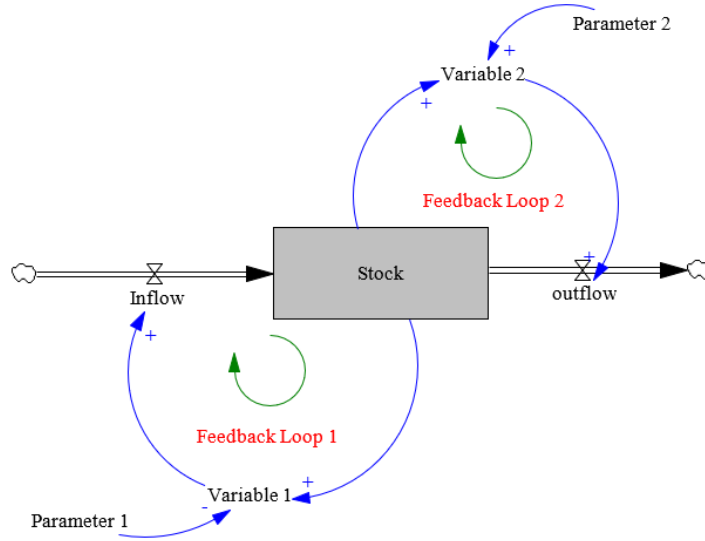 Parameter 2
+
Variable 2
+
Feedback Loop 2
Stock
+
Inflow
outflow
+
Feedback Loop 1
+
Variable 1
-
Parameter 1